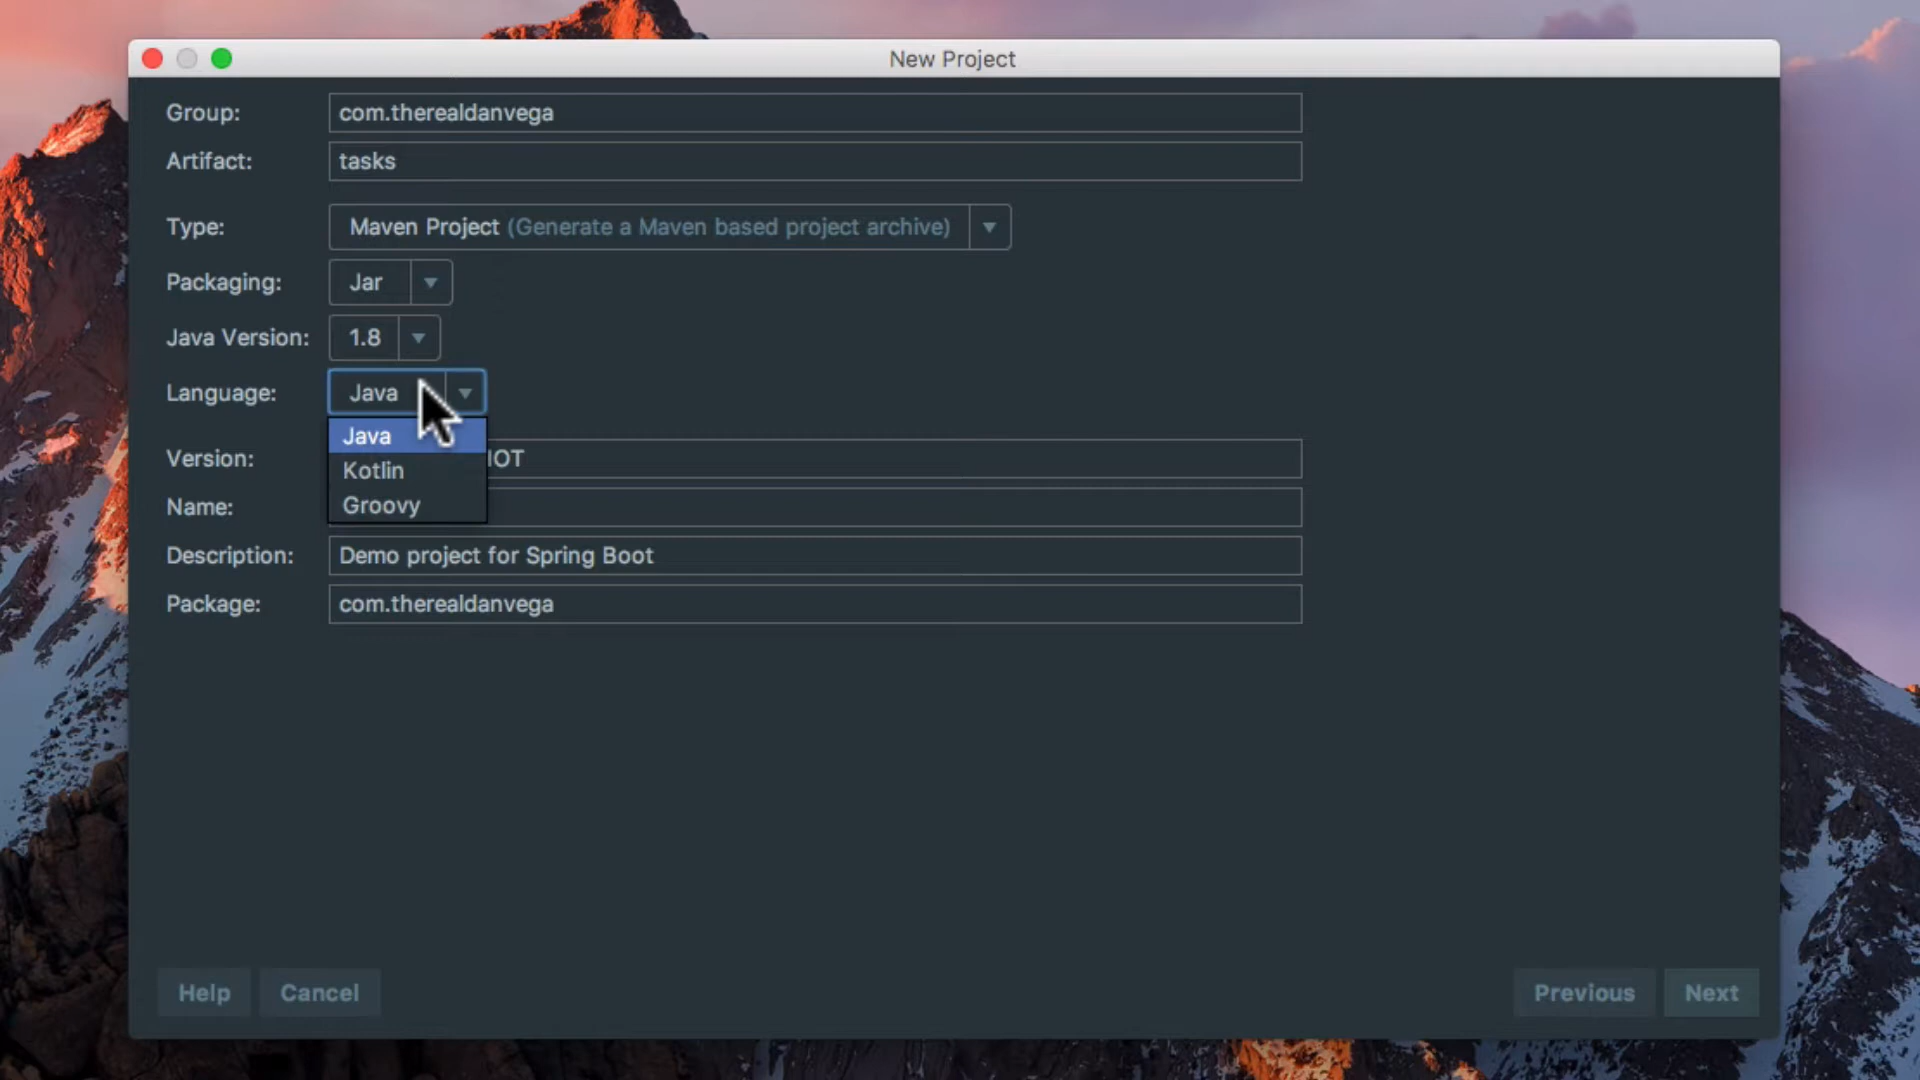 New Project
Group: com.therealdanvega
Artifact: tasks
Type: Maven Project (Generate a Maven based project archive)
Packaging: Jar
Java Version: 1.8
Language: Java
Java
Kotlin
Groovy
Version:
Name:
Description: Demo project for Spring Boot
Package: com.therealdanvega
Help Cancel Previous Next